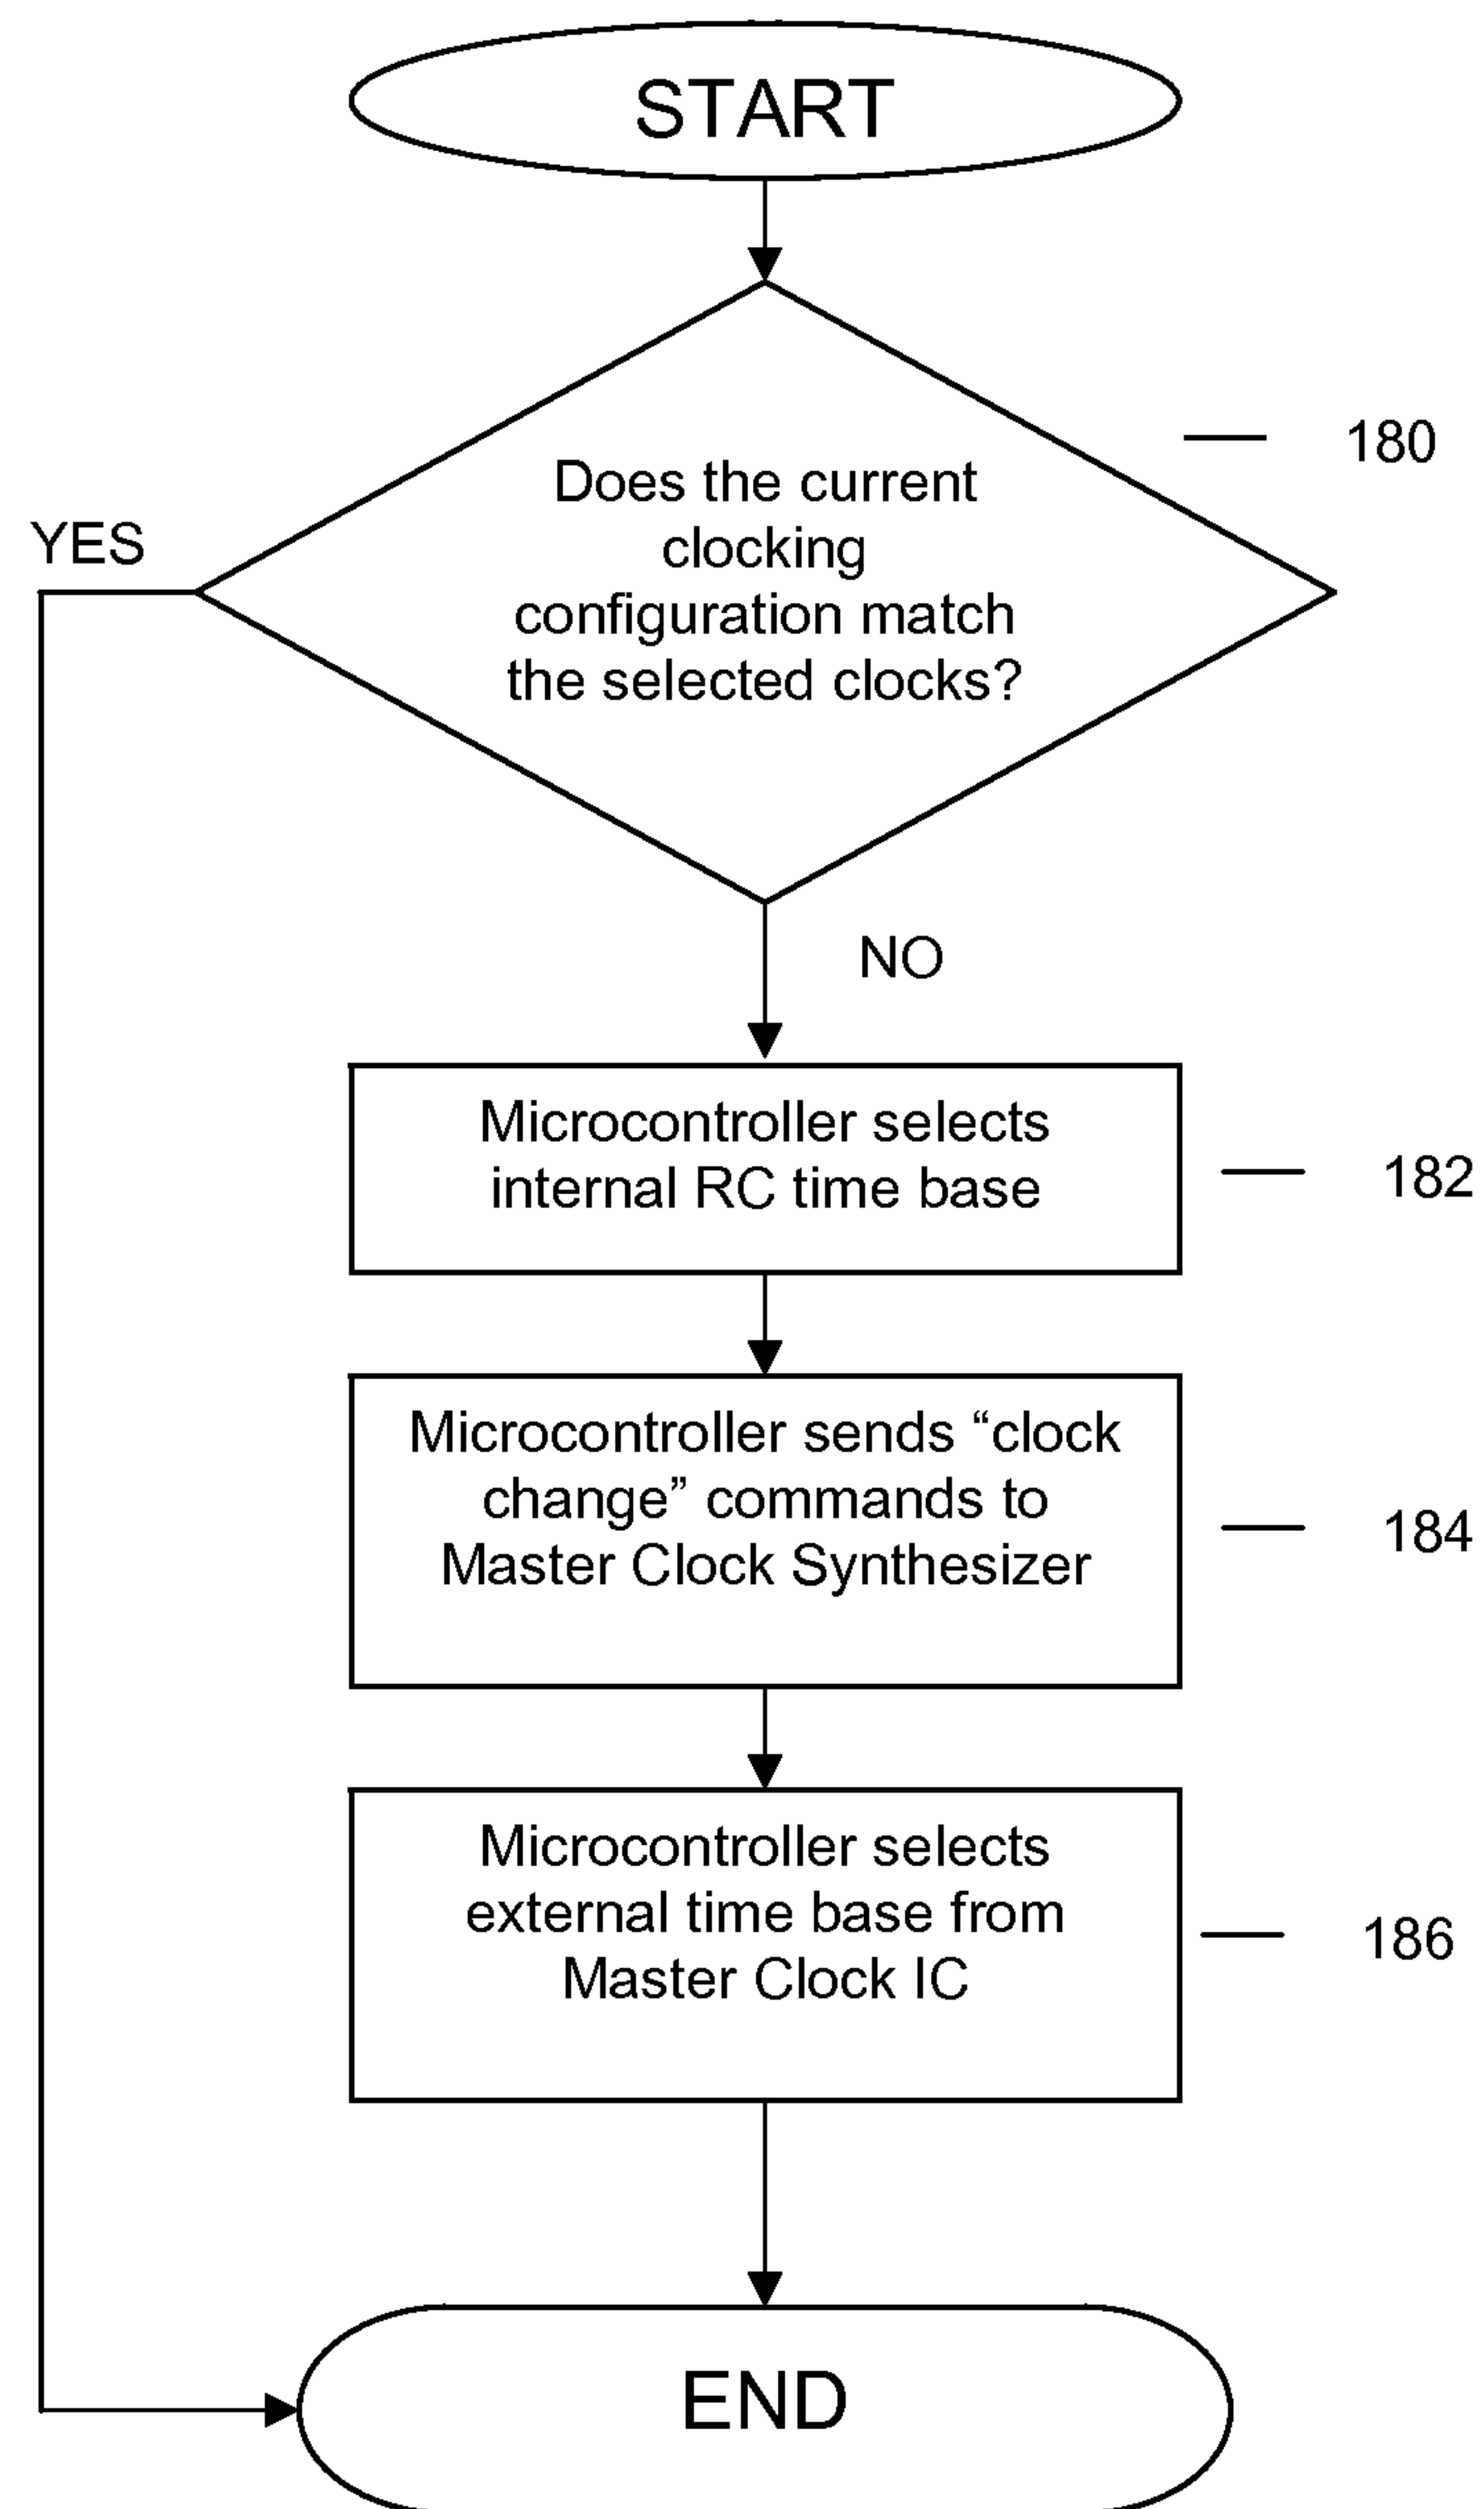 START
Does the current
clocking
configuration match
the selected clocks?
180
YES
NO
Microcontroller selects
internal RC time base
182
Microcontroller sends “clock
change” commands to
Master Clock Synthesizer
184
Microcontroller selects
external time base from
Master Clock IC
186
END